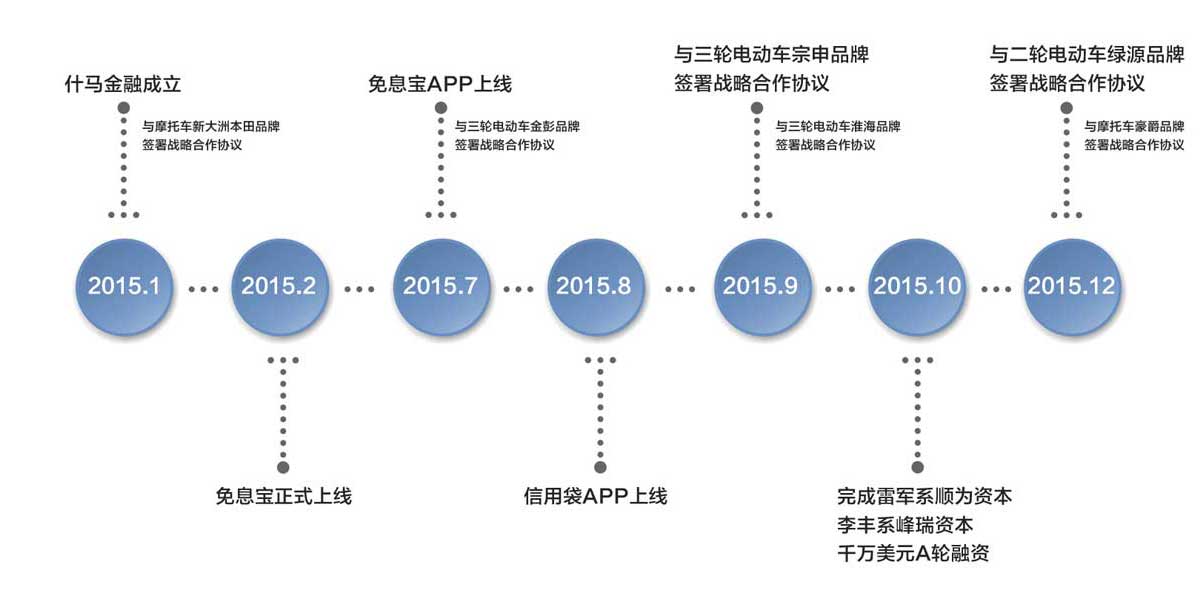 什马金融成立
与摩托车新大洲本田品牌
签署战略合作协议
免息宝APP上线
与三轮电动车金彭品牌
签署战略合作协议
与三轮电动车宗申品牌
签署战略合作协议
与三轮电动车淮海品牌
签署战略合作协议
与二轮电动车绿源品牌
签署战略合作协议
与摩托车豪爵品牌
签署战略合作协议
2015.1
2015.2
2015.7
2015.8
2015.9
2015.10
2015.12
免息宝正式上线
信用袋APP上线
完成雷军系顺为资本
李丰系峰瑞资本
千万美元A轮融资